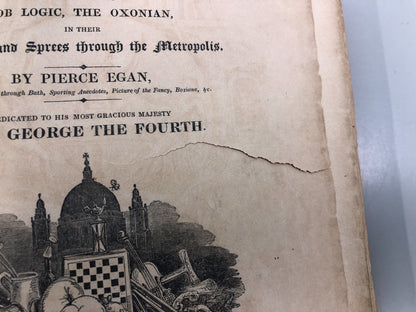 OB LOGIC, THE OXONIAN,
IN THEIR
and Sprees through the Metropolis.
BY PIERCE EGAN,
through Bath, Sporting Anecdotes, Picture of the Fancy, Boxiana, &c.
EDICATED TO HIS MOST GRACIOUS MAJESTY
GEORGE THE FOURTH.